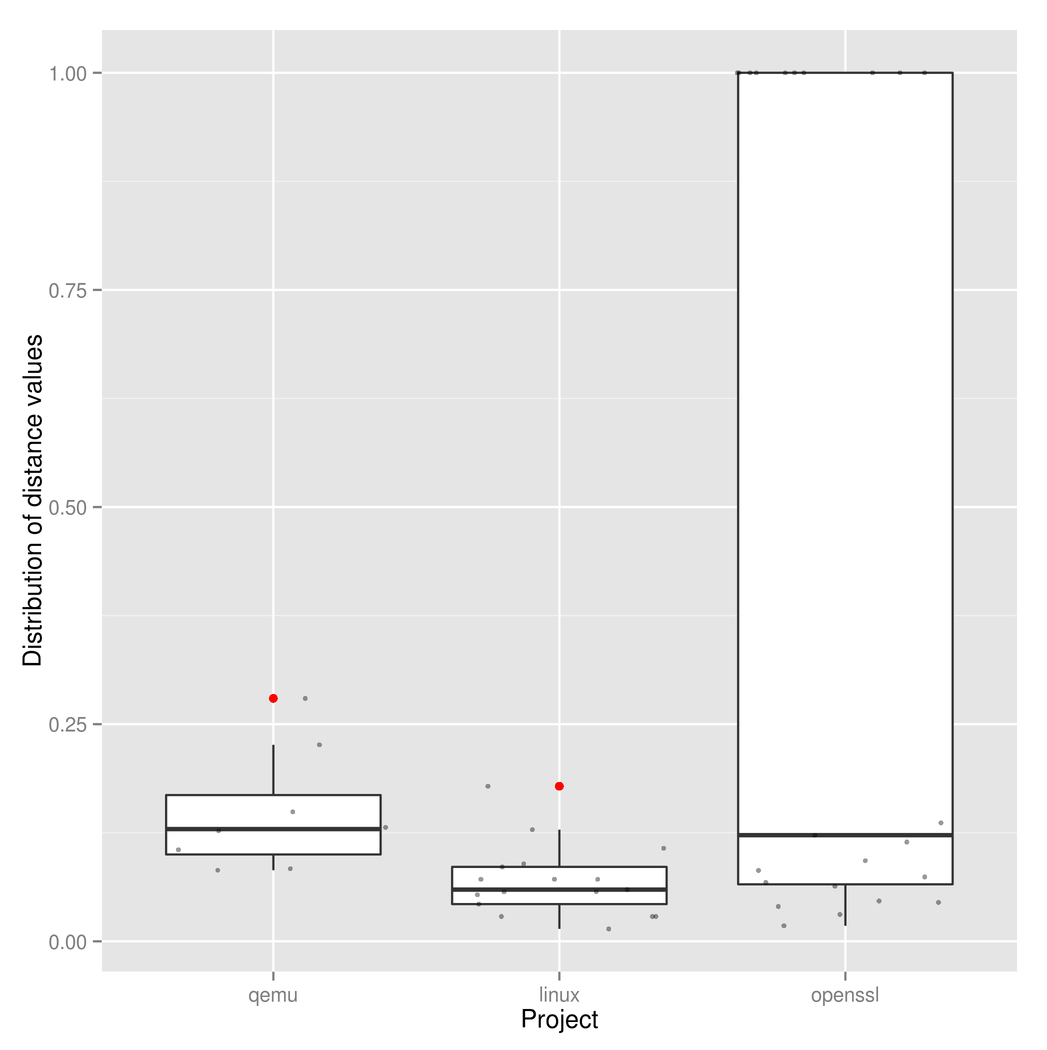 Distribution of distance values
1.00
0.75
0.50
0.25
0.00
qemu linux openssl
Project